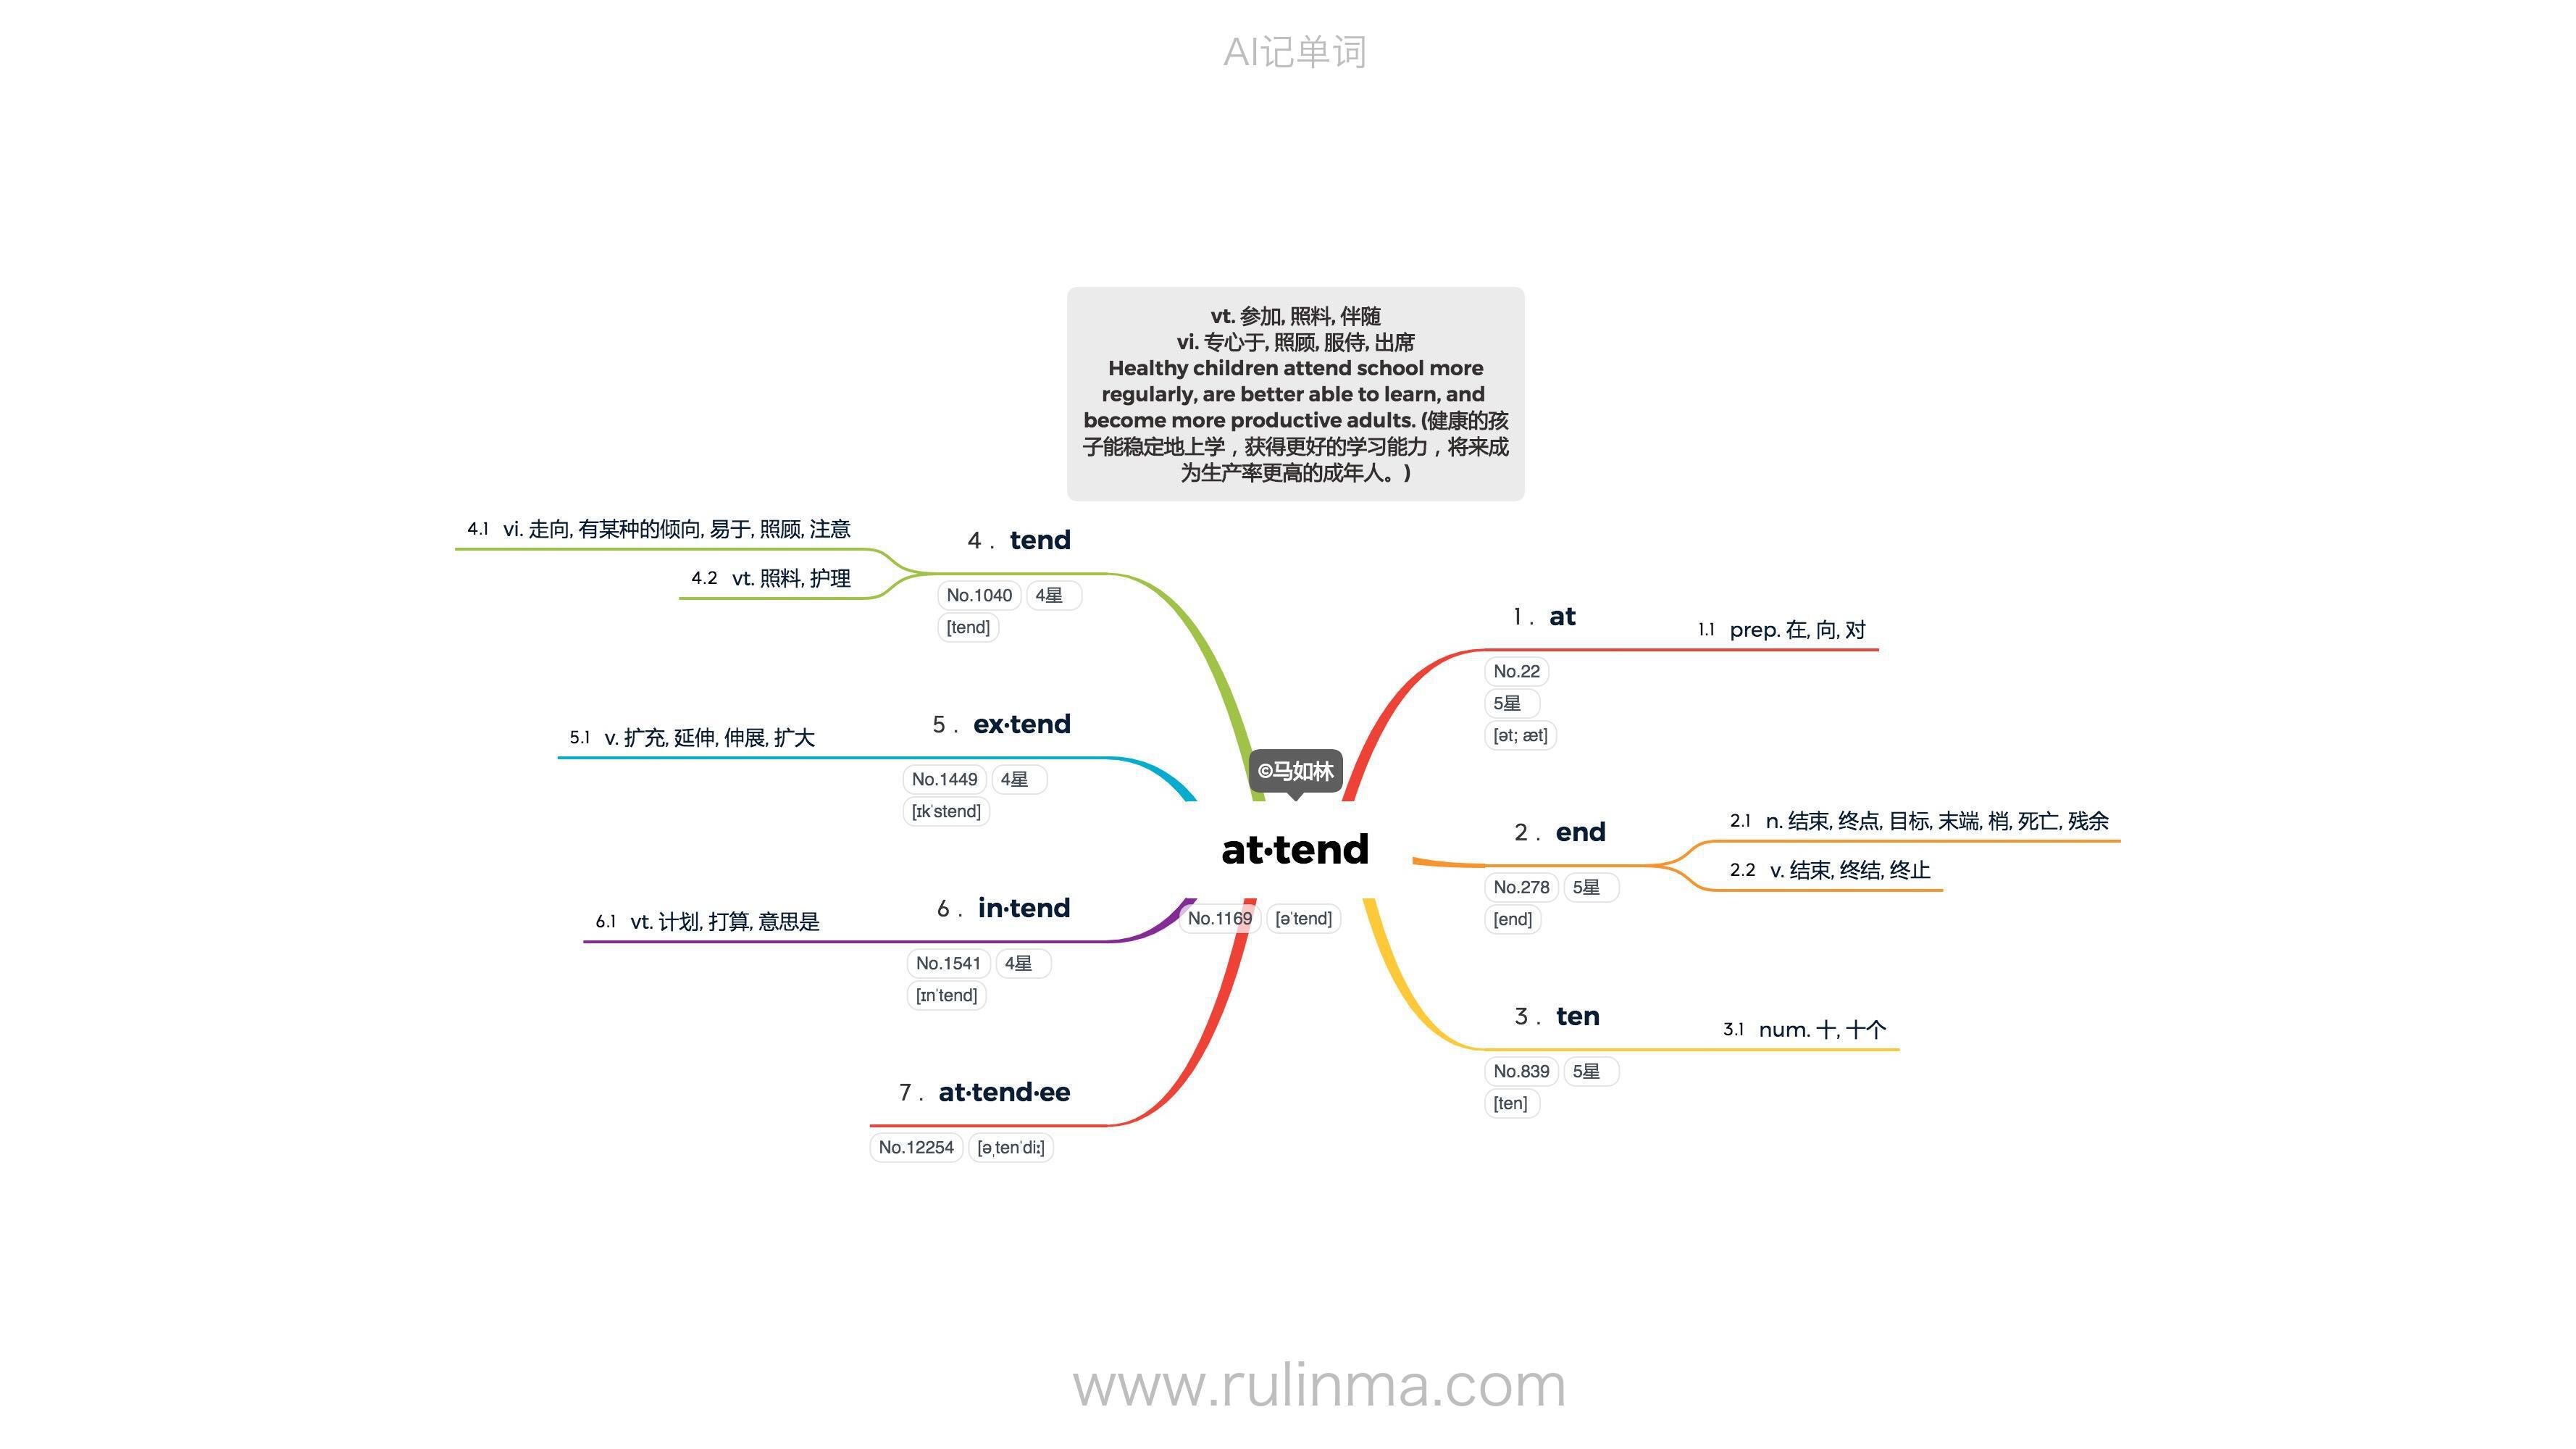 AI记单词
vt. 参加, 照料, 伴随
vi. 专心于, 照顾, 服侍, 出席
Healthy children attend school more
regularly, are better able to learn, and
become more productive adults. (健康的孩
子能稳定地上学，获得更好的学习能力，将来成
为生产率更高的成年人。)
©马如林
at·tend
No.1169 [əˈtend]
1 . at
No.22
5星
[ət; æt]
1.1 prep. 在, 向, 对
2 . end
No.278 5星
[end]
2.1 n. 结束, 终点, 目标, 末端, 梢, 死亡, 残余
2.2 v. 结束, 终结, 终止
3 . ten
No.839 5星
[ten]
3.1 num. 十, 十个
4 . tend
No.1040 4星
[tend]
4.1 vi. 走向, 有某种的倾向, 易于, 照顾, 注意
4.2 vt. 照料, 护理
5 . ex·tend
No.1449 4星
[ɪkˈstend]
5.1 v. 扩充, 延伸, 伸展, 扩大
6 . in·tend
No.1541 4星
[ɪnˈtend]
6.1 vt. 计划, 打算, 意思是
7 . at·tend·ee
No.12254 [əˌtenˈdiː]
www.rulinma.com